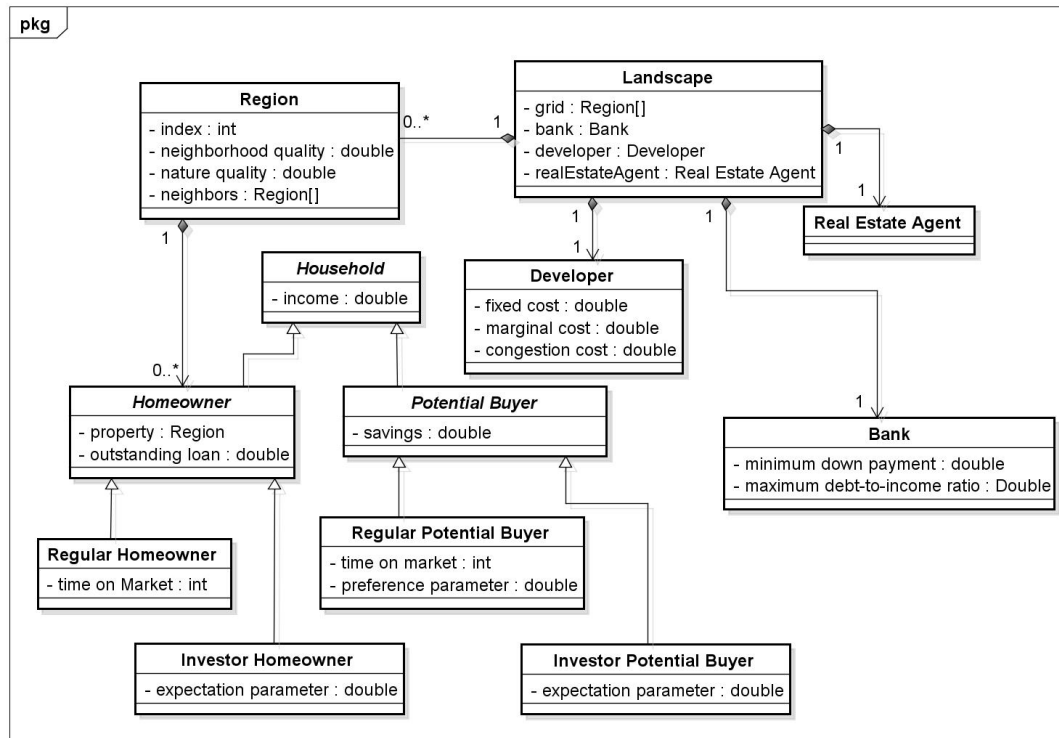 pkg
Region
- index : int
- neighborhood quality : double
- nature quality : double
- neighbors : Region[]
0..*
1
Landscape
- grid : Region[]
- bank : Bank
- developer : Developer
- realEstateAgent : Real Estate Agent
1
1
Real Estate Agent
1
1
Developer
- fixed cost : double
- marginal cost : double
- congestion cost : double
1
1
Bank
- minimum down payment : double
- maximum debt-to-income ratio : Double
1
0..*
Household
- income : double
Homeowner
- property : Region
- outstanding loan : double
Potential Buyer
- savings : double
Regular Homeowner
- time on Market : int
Regular Potential Buyer
- time on market : int
- preference parameter : double
Investor Homeowner
- expectation parameter : double
Investor Potential Buyer
- expectation parameter : double